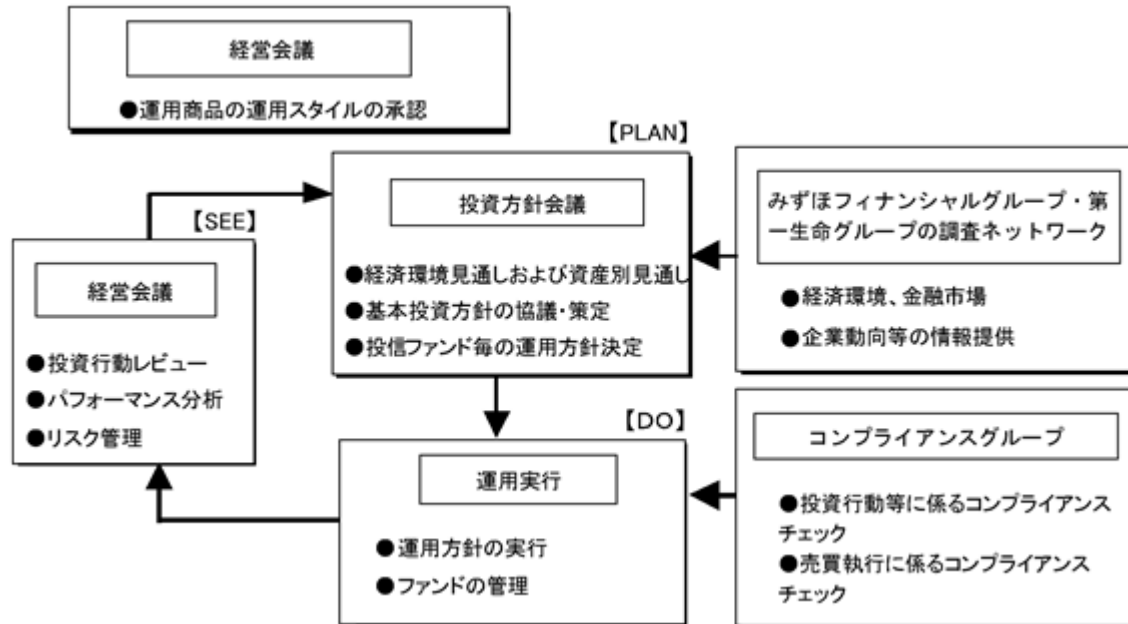 経営会議
●運用商品の運用スタイルの承認
【PLAN】
投資方針会議
●経済環境見通しおよび資産別見通し
●基本投資方針の協議・策定
●投信ファンド毎の運用方針決定
みずほフィナンシャルグループ・第
一生命グループの調査ネットワーク
●経済環境、金融市場
●企業動向等の情報提供
【SEE】
経営会議
●投資行動レビュー
●パフォーマンス分析
●リスク管理
【DO】
運用実行
●運用方針の実行
●ファンドの管理
コンプライアンスグループ
●投資行動等に係るコンプライアンス
チェック
●売買執行に係るコンプライアンス
チェック